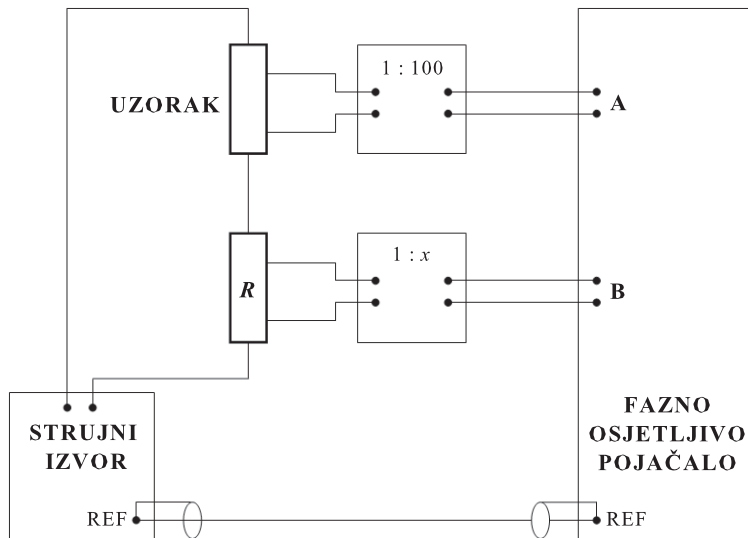 1 : 100
UZORAK
A
1 : x
R
B
STRUJNI
IZVOR
FAZNO
OSJETLJIVO
POJAČALO
REF
REF